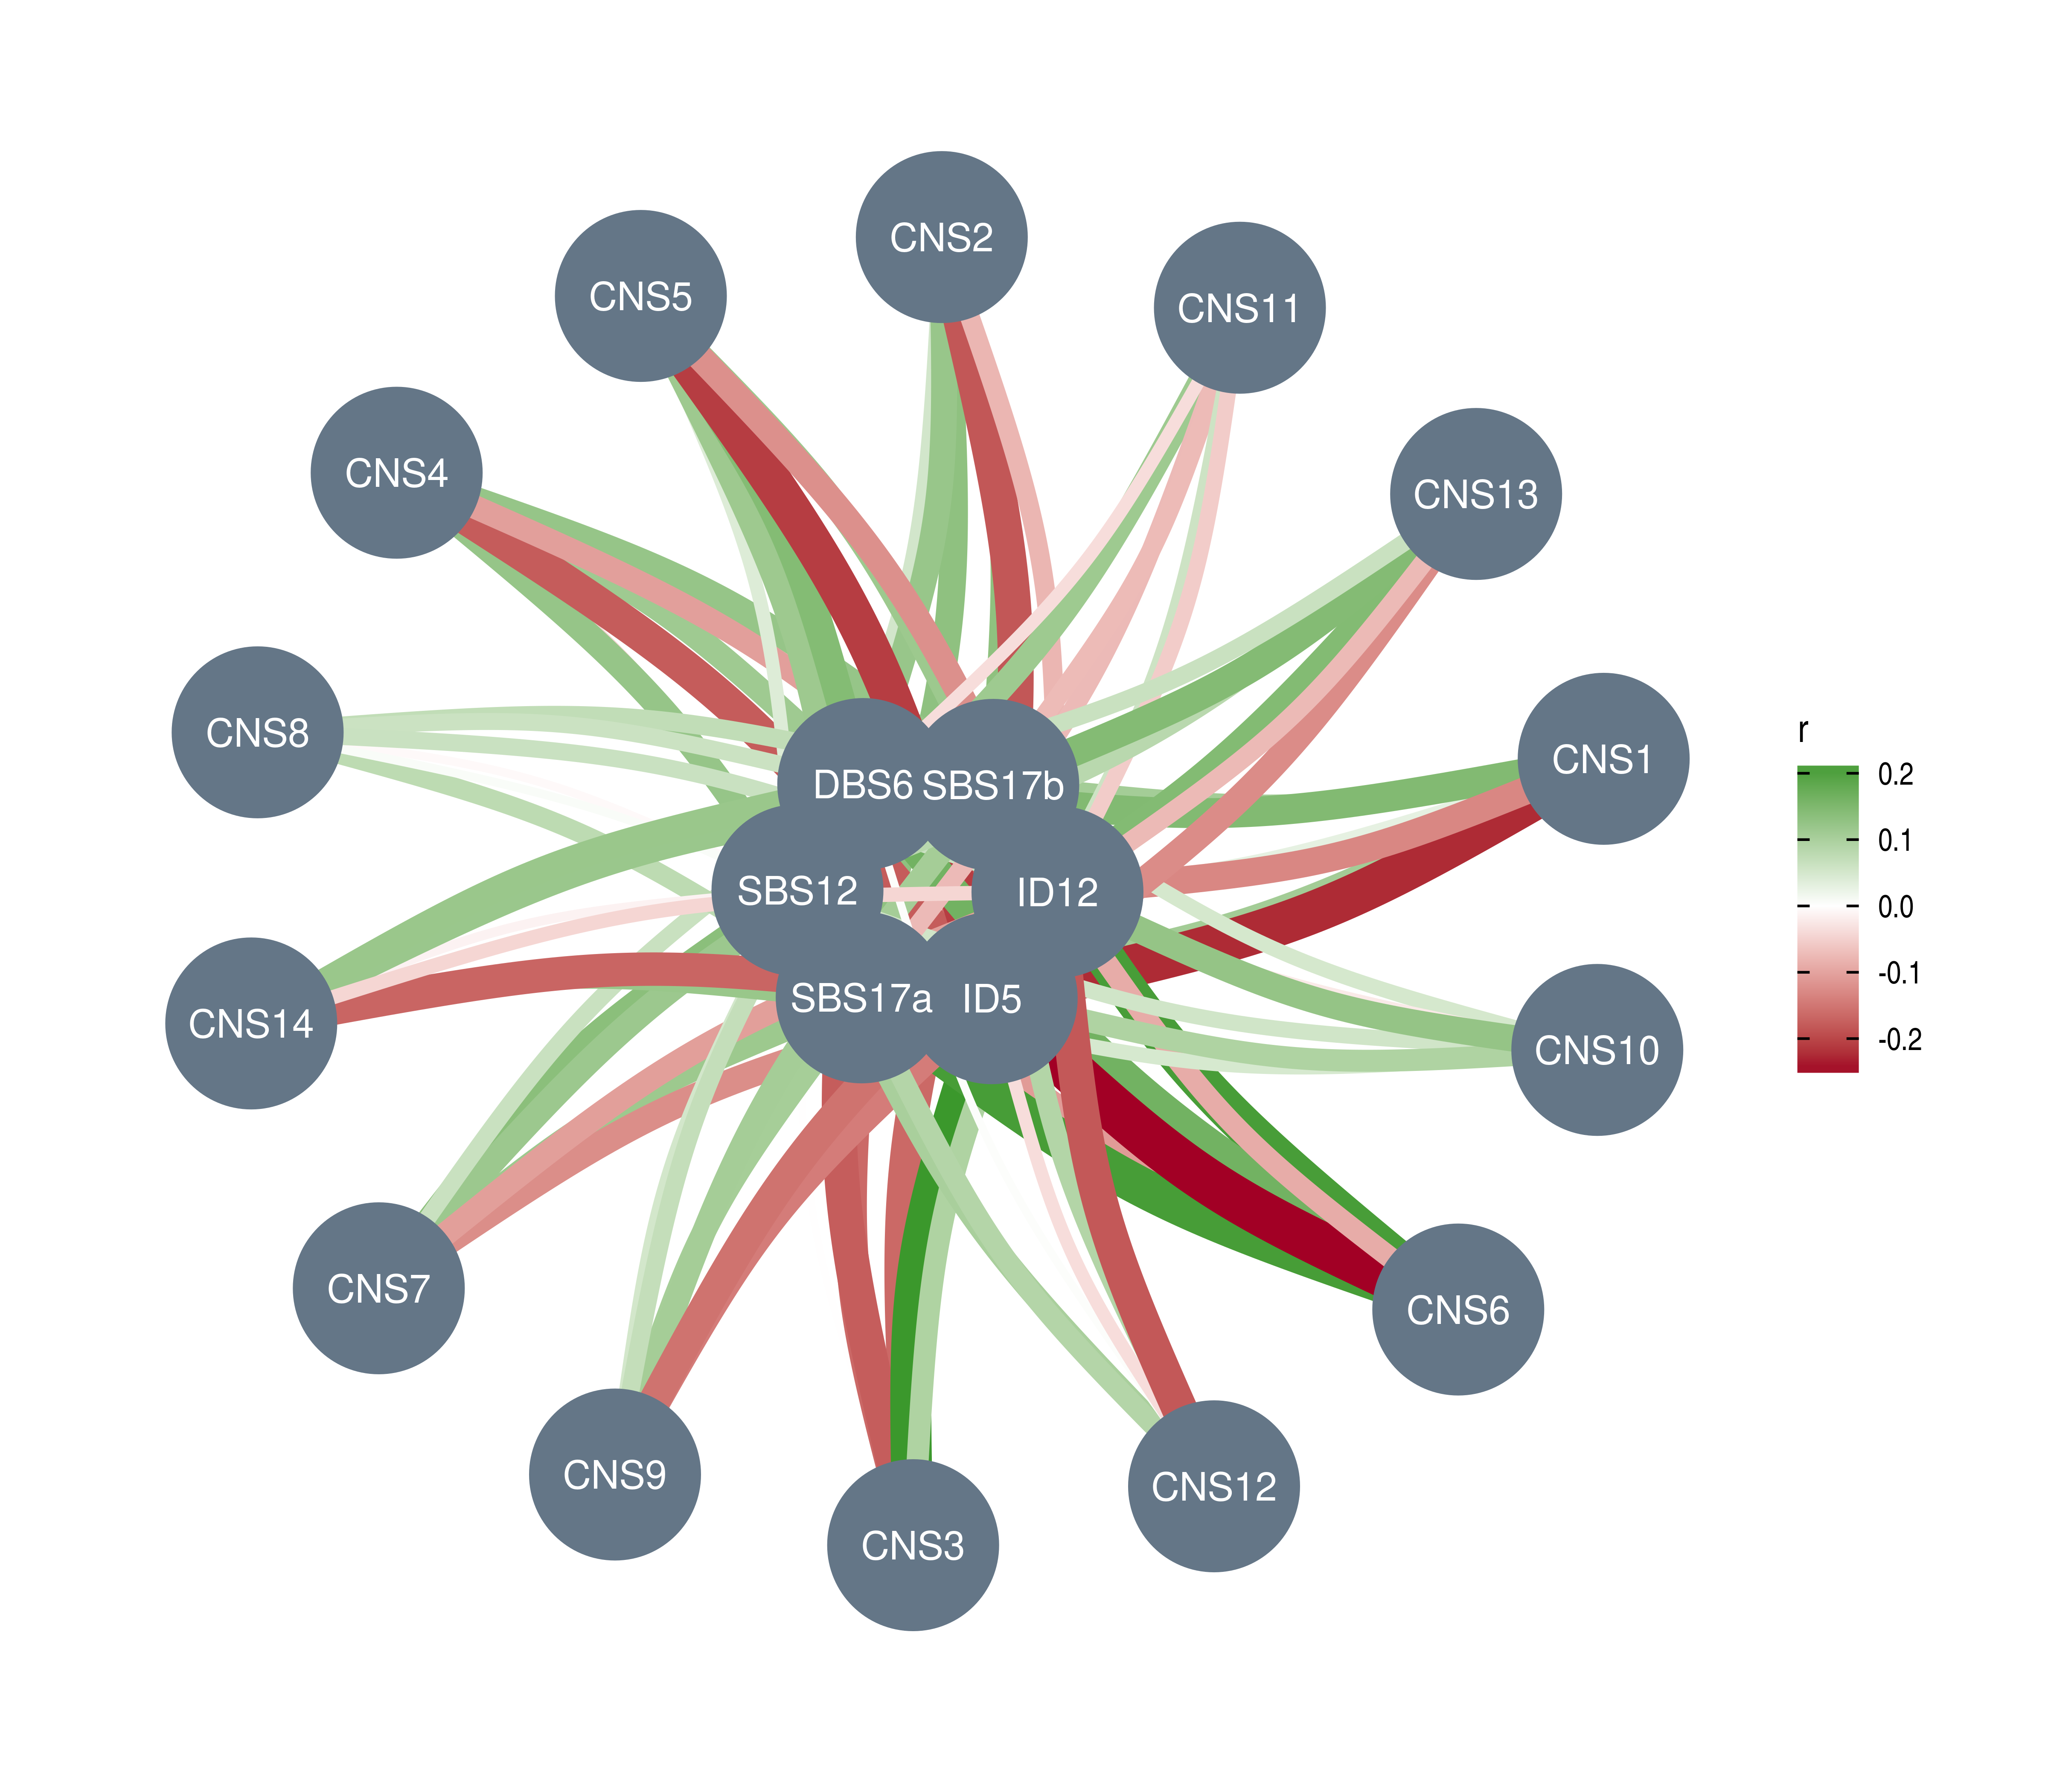 CNS2
CNS5
CNS11
CNS4
CNS13
CNS8
CNS1
DBS6
SBS17b
SBS12
ID12
SBS17a
ID5
CNS14
CNS10
CNS7
CNS6
CNS9
CNS12
CNS3
r
0.2
0.1
0.0
-0.1
-0.2